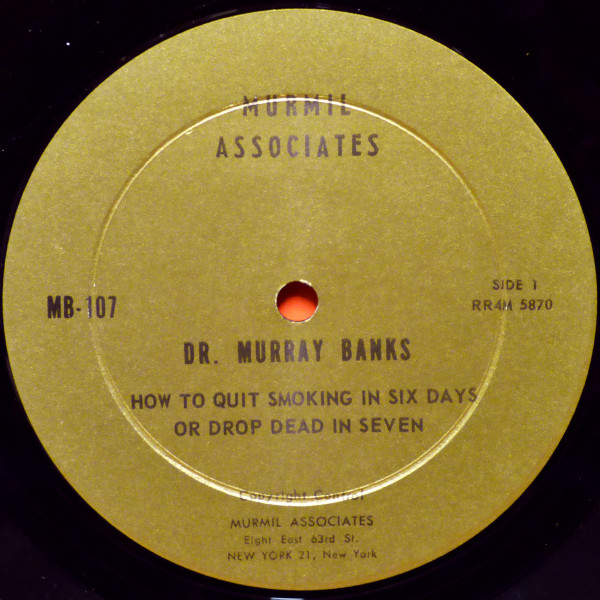 MURMIL
ASSOCIATES
MB-107
SIDE 1
RR4M 5870
DR. MURRAY BANKS
HOW TO QUIT SMOKING IN SIX DAYS
OR DROP DEAD IN SEVEN
Copyright Control
MURMIL ASSOCIATES
Eight East 63rd St.
NEW YORK 21, New York